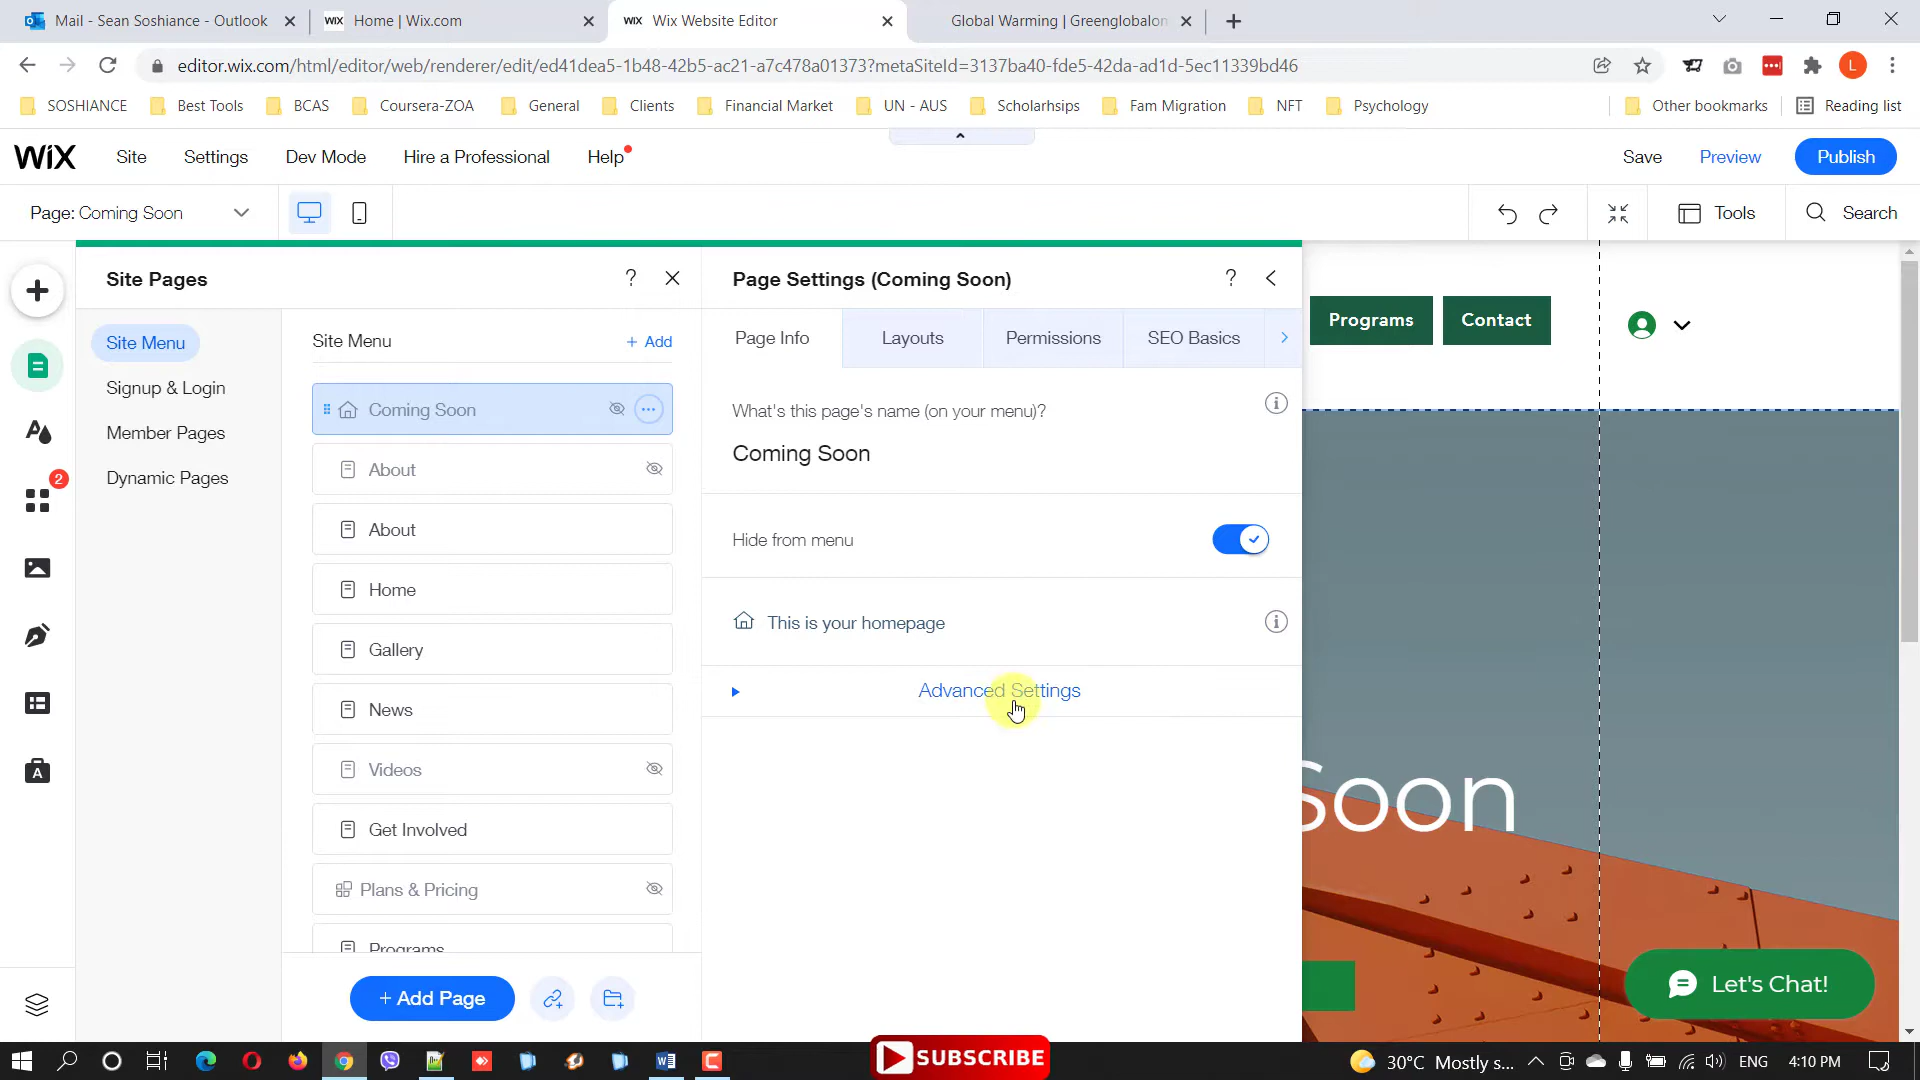 Mail - Sean Soshiance - Outlook
WiX Home | Wix.com
WiX Wix Website Editor
Global Warming | Greenglobalon
editor.wix.com/html/editor/web/renderer/edit/ed41dea5-1b48-42b5-ac21-a7c478a01373?metaSiteId=3137ba40-fde5-42da-ad1d-5ec11339bd46
L
SOSHIANCE
Best Tools
BCAS
Coursera-ZOA
General
Clients
Financial Market
UN - AUS
Scholarhsips
Fam Migration
NFT
Psychology
Other bookmarks
Reading list
WiX
Site
Settings
Dev Mode
Hire a Professional
Help
Save
Preview
Publish
Page: Coming Soon
Tools
Search
Site Pages
?
Page Settings (Coming Soon)
?
Programs
Contact
Site Menu
Signup & Login
Member Pages
Dynamic Pages
2
A
Site Menu
+ Add
Coming Soon
About
About
Home
Gallery
News
Videos
Get Involved
Plans & Pricing
Programs
+ Add Page
Page Info
Layouts
Permissions
SEO Basics
What's this page's name (on your menu)?
Coming Soon
Hide from menu
This is your homepage
Advanced Settings
Soon
Let's Chat!
SUBSCRIBE
30°C Mostly s...
ENG
4:10 PM